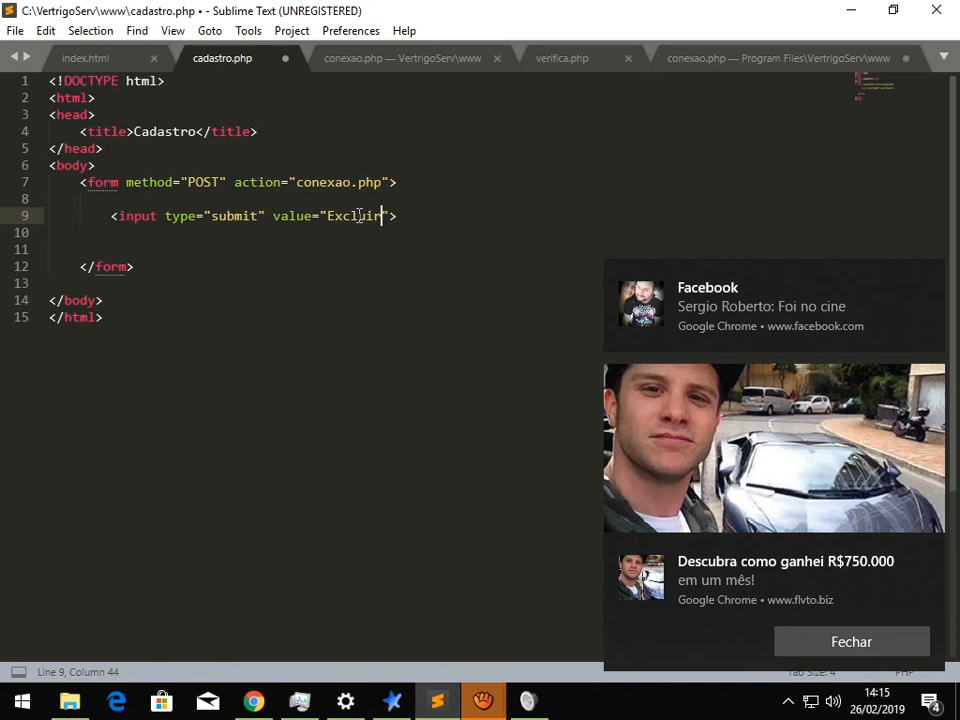 C:\VertrigoServ\www\cadastro.php • - Sublime Text (UNREGISTERED)
File Edit Selection Find View Goto Tools Project Preferences Help
index.html cadastro.php conexao.php — VertrigoServ\www verifica.php conexao.php — Program Files\VertrigoServ\www
1 <!DOCTYPE html>
2 <html>
3 <head>
4 <title>Cadastro</title>
5 </head>
6 <body>
7 <form method="POST" action="conexao.php">
8
9 <input type="submit" value="Excluir">
10
11
12 </form>
13
14 </body>
15 </html>
Facebook
Sergio Roberto: Foi no cine
Google Chrome • www.facebook.com
Descubra como ganhei R$750.000
em um mês!
Google Chrome • www.flvto.biz
Fechar
Line 9, Column 44 Tab Size: 4 PHP
14:15
26/02/2019
4